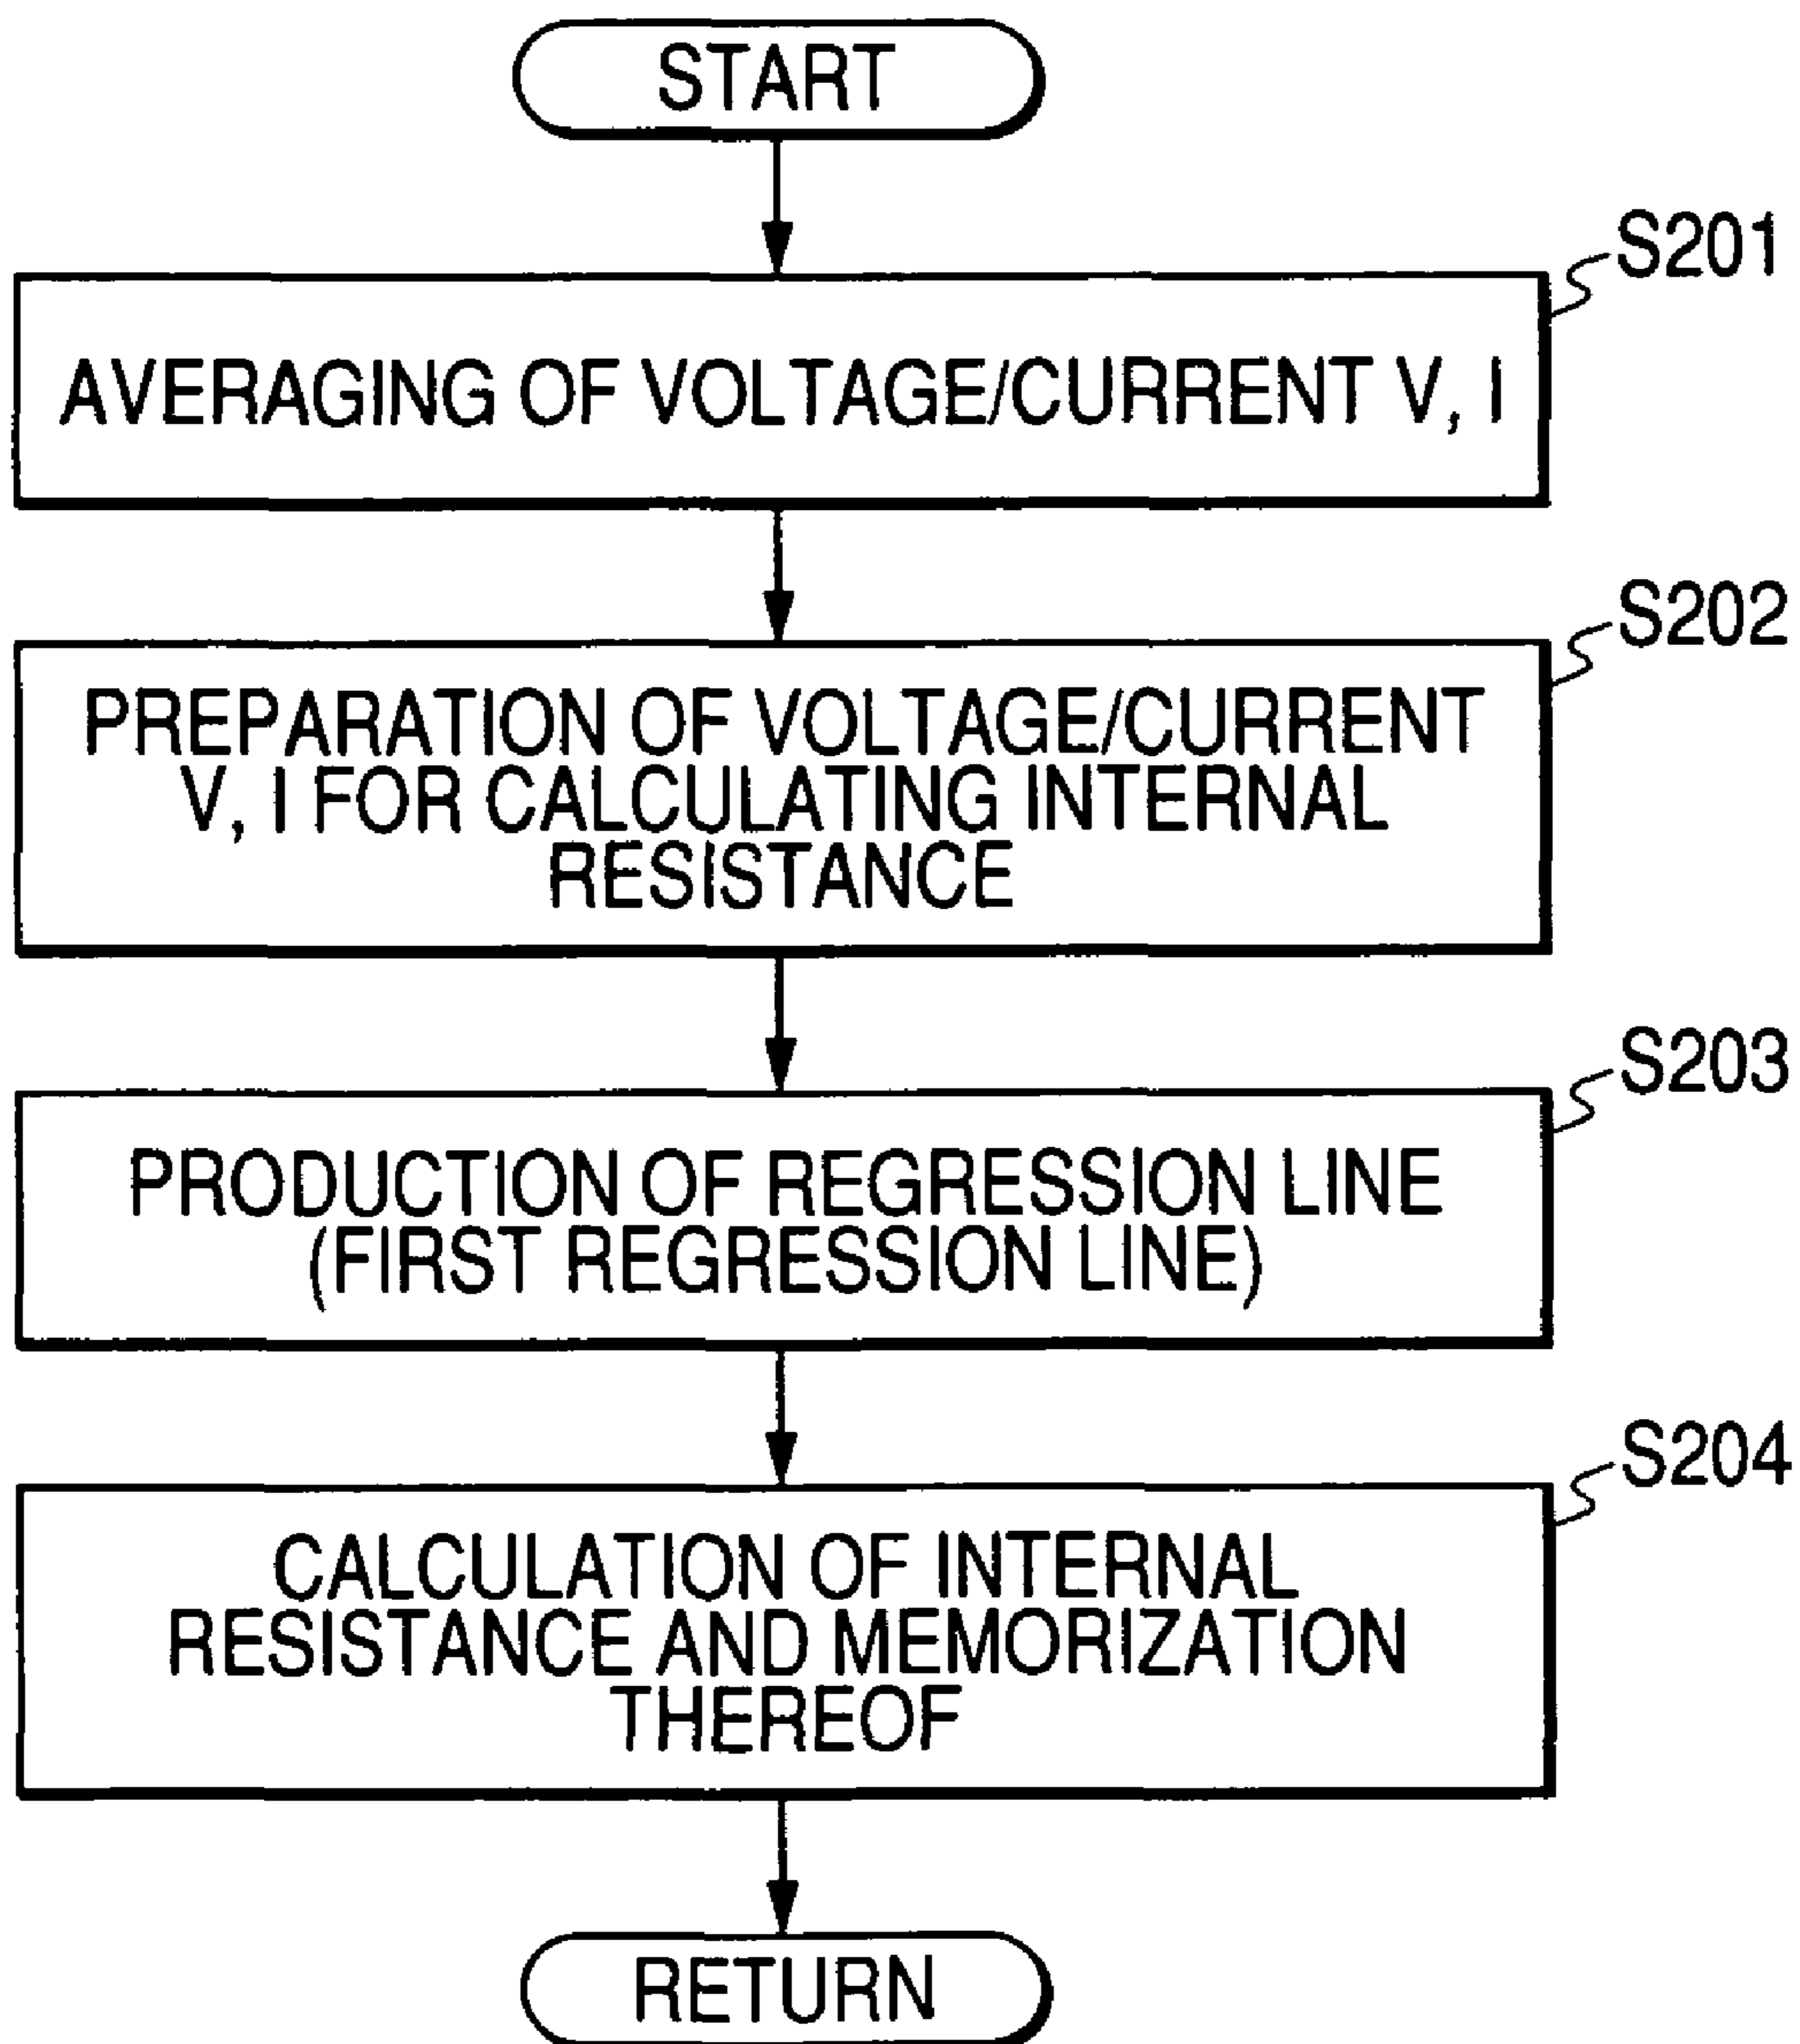 START
S201
AVERAGING OF VOLTAGE/CURRENT V, I
S202
PREPARATION OF VOLTAGE/CURRENT
V, I FOR CALCULATING INTERNAL
RESISTANCE
S203
PRODUCTION OF REGRESSION LINE
(FIRST REGRESSION LINE)
S204
CALCULATION OF INTERNAL
RESISTANCE AND MEMORIZATION
THEREOF
RETURN